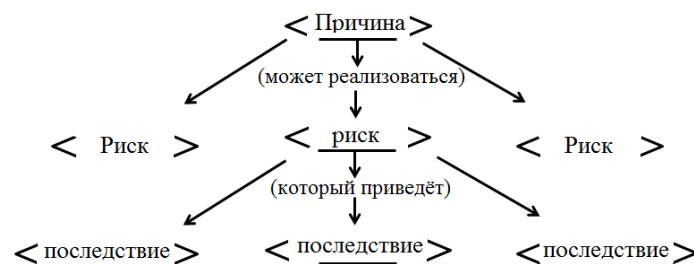 < Причина >
(может реализоваться)
< Риск > < риск > < Риск >
(который приведёт)
< последствие > < последствие > < последствие >